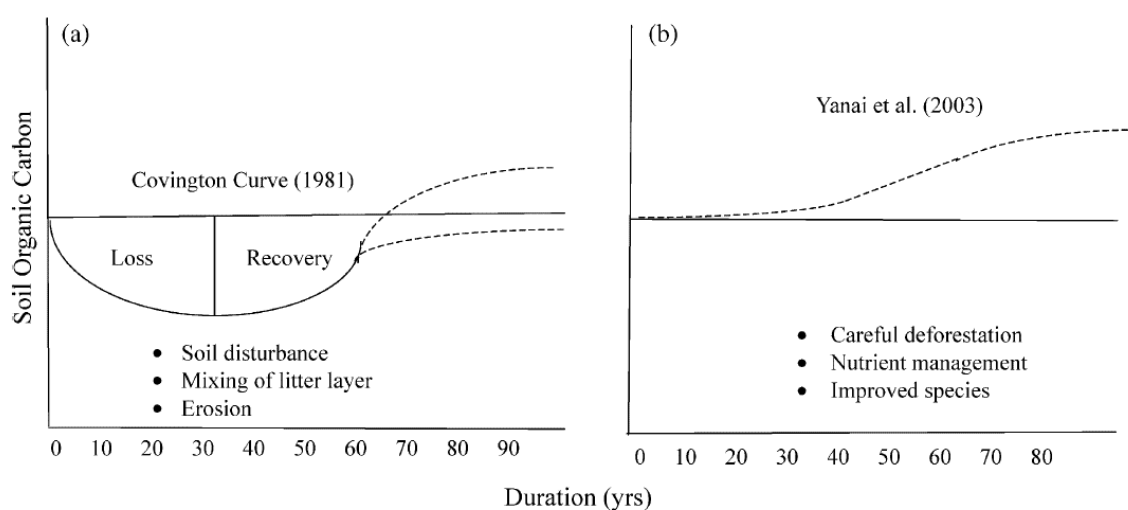 (a)
Covington Curve (1981)
Loss
Recovery
• Soil disturbance
• Mixing of litter layer
• Erosion
0 10 20 30 40 50 60 70 80 90
Soil Organic Carbon
(b)
Yanai et al. (2003)
• Careful deforestation
• Nutrient management
• Improved species
0 10 20 30 40 50 60 70 80
Duration (yrs)